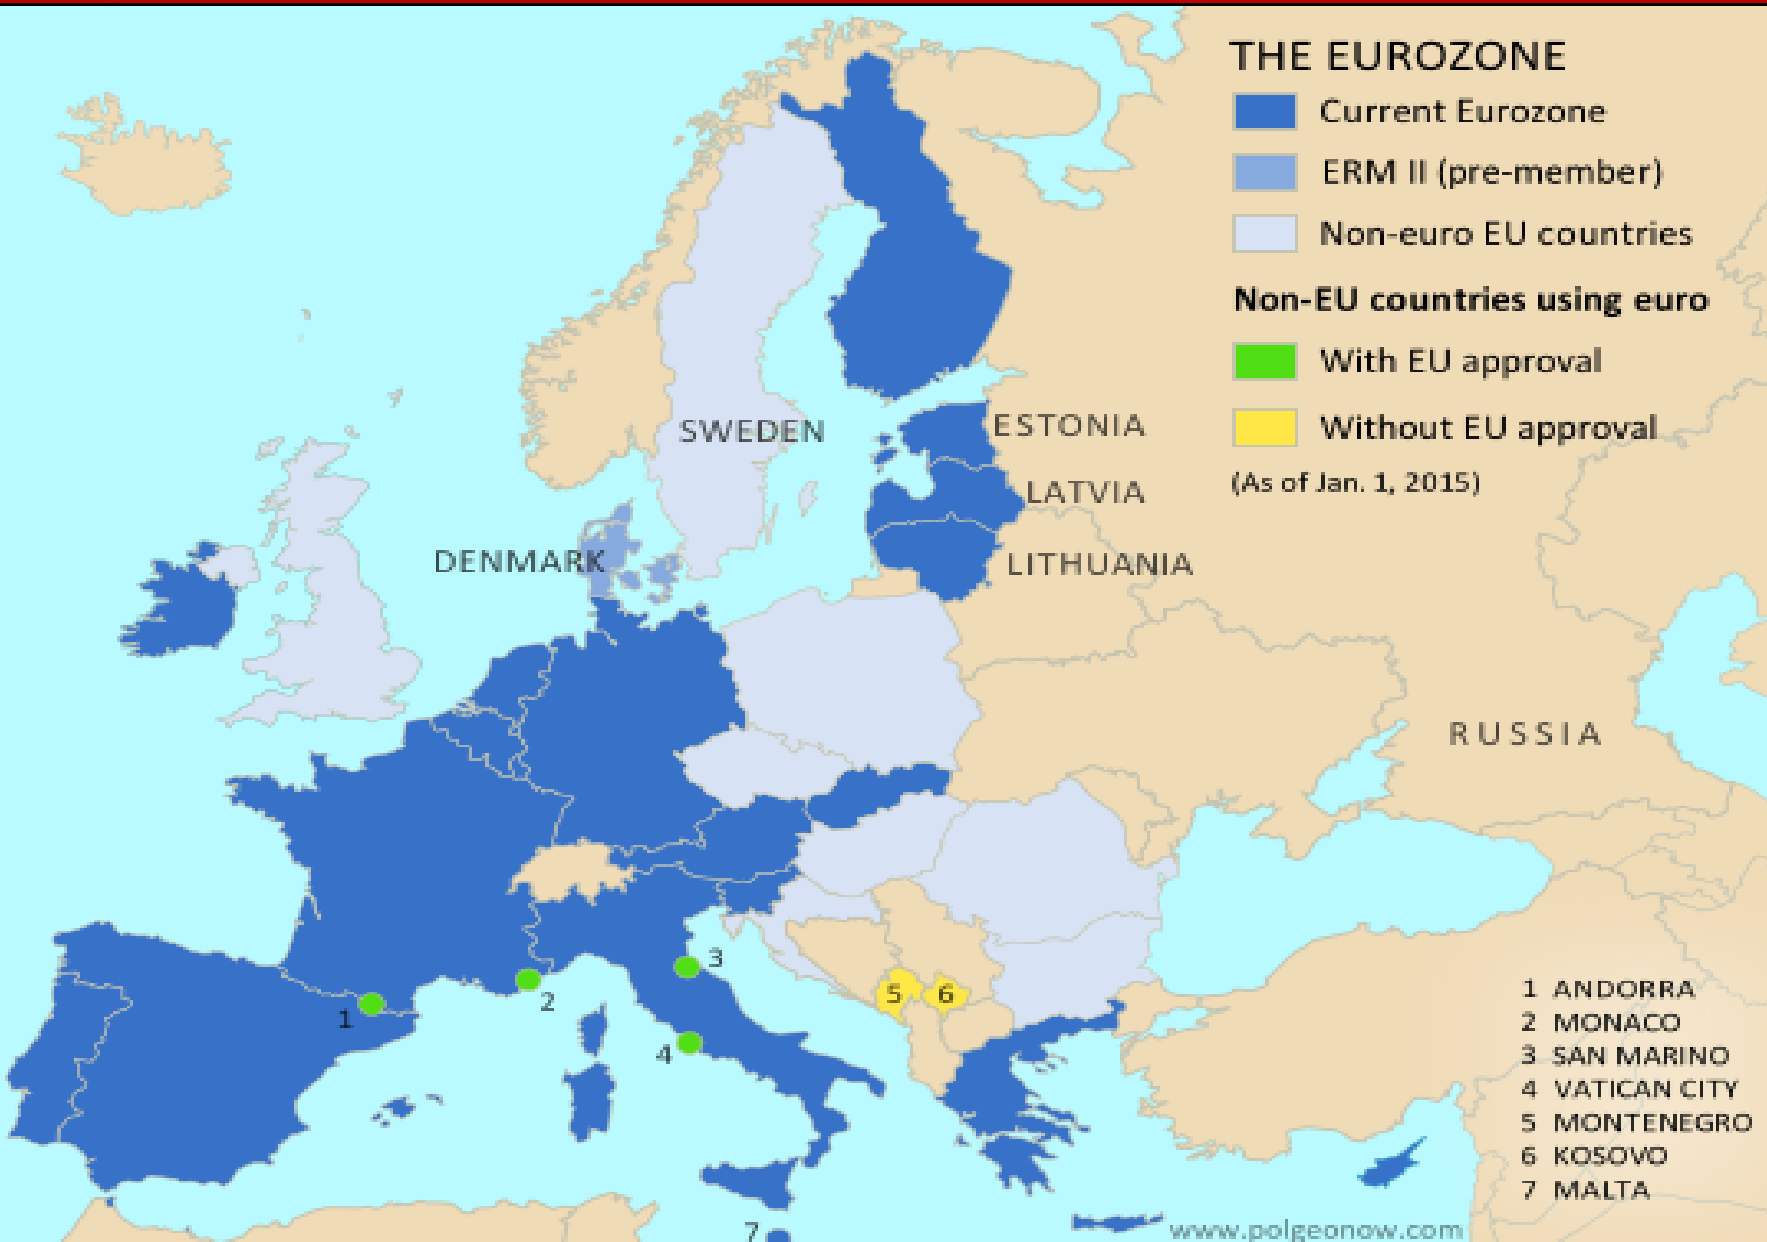 THE EUROZONE
Current Eurozone
ERM II (pre-member)
Non-euro EU countries
Non-EU countries using euro
With EU approval
Without EU approval
(As of Jan. 1, 2015)
SWEDEN
ESTONIA
LATVIA
DENMARK
LITHUANIA
RUSSIA
3
5
6
2
1
4
7
1 ANDORRA
2 MONACO
3 SAN MARINO
4 VATICAN CITY
5 MONTENEGRO
6 KOSOVO
7 MALTA
www.polgeonow.com